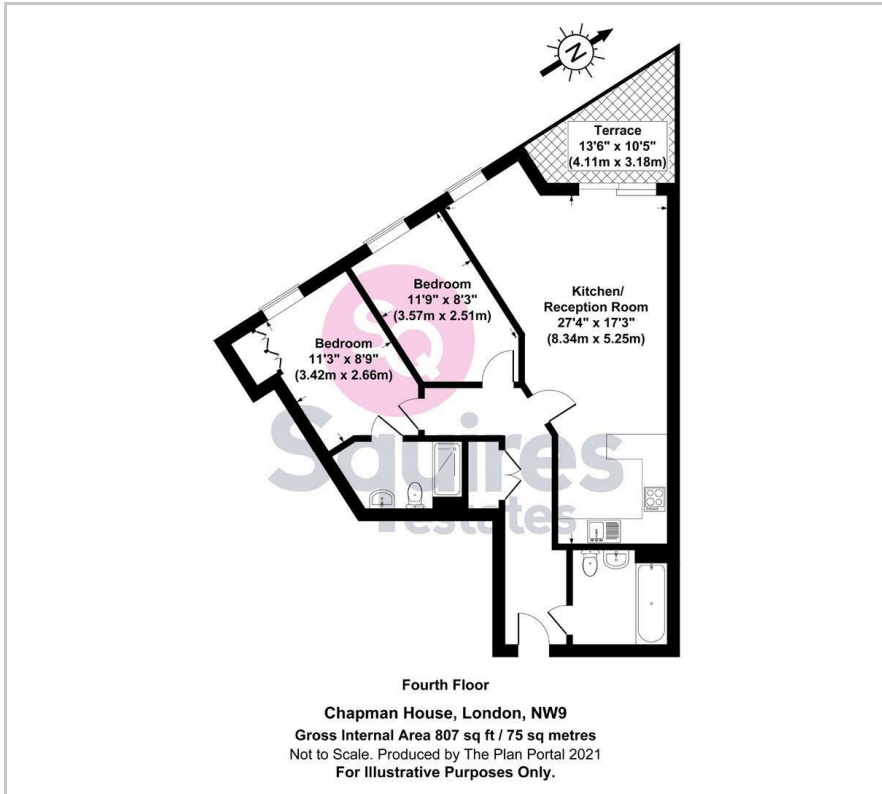 N
Terrace
13'6" x 10'5"
(4.11m x 3.18m)
Bedroom
11'9" x 8'3"
(3.57m x 2.51m)
Kitchen/
Reception Room
27'4" x 17'3"
(8.34m x 5.25m)
Bedroom
11'3" x 8'9"
(3.42m x 2.66m)
SQ
Squires
estates
Fourth Floor
Chapman House, London, NW9
Gross Internal Area 807 sq ft / 75 sq metres
Not to Scale. Produced by The Plan Portal 2021
For Illustrative Purposes Only.